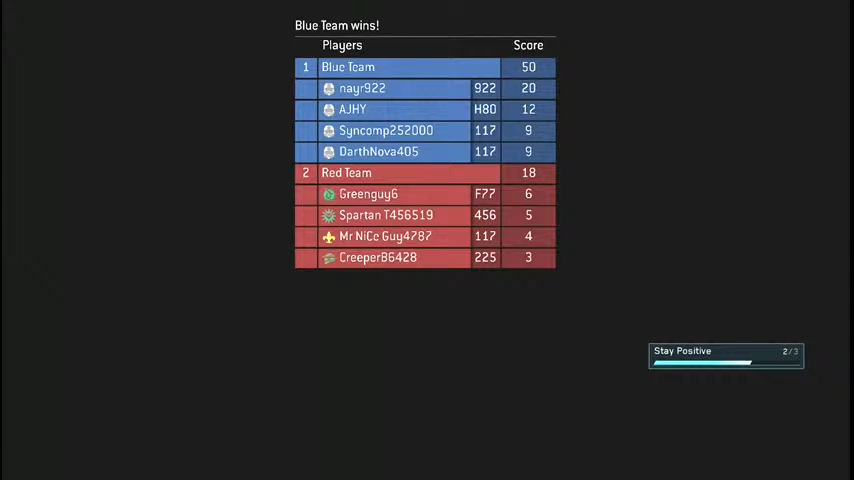 Blue Team wins!
Players Score
1 Blue Team 50
nayr922 922 20
AJHY H80 12
Syncomp252000 117 9
DarthNova405 117 9
2 Red Team 18
Greenguy6 F77 6
Spartan T456519 456 5
Mr NiCe Guy4787 117 4
Creeper86428 225 3
Stay Positive 2/3